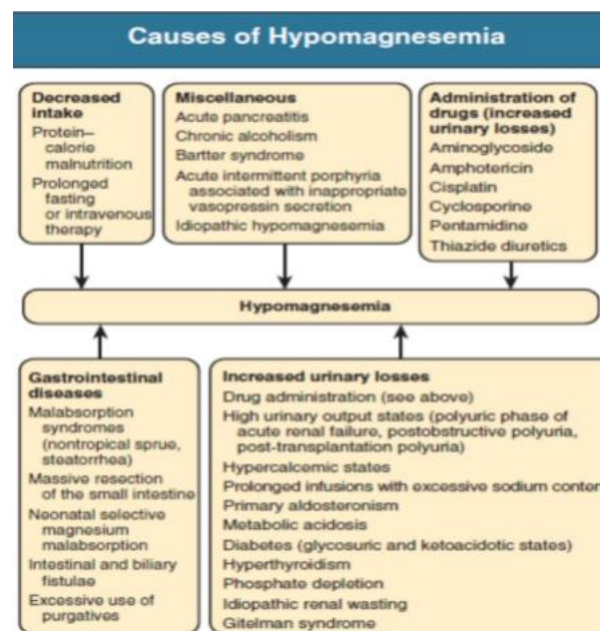 Causes of Hypomagnesemia
Decreased
intake
Protein–
calorie
malnutrition
Prolonged
fasting
or intravenous
therapy
Miscellaneous
Acute pancreatitis
Chronic alcoholism
Bartter syndrome
Acute intermittent porphyria
associated with inappropriate
vasopressin secretion
Idiopathic hypomagnesemia
Administration of
drugs (increased
urinary losses)
Aminoglycoside
Amphotericin
Cisplatin
Cyclosporine
Pentamidine
Thiazide diuretics
Hypomagnesemia
Gastrointestinal
diseases
Malabsorption
syndromes
(nontropical sprue,
steatorrhea)
Massive resection
of the small intestine
Neonatal selective
magnesium
malabsorption
Intestinal and biliary
fistulae
Excessive use of
purgatives
Increased urinary losses
Drug administration (see above)
High urinary output states (polyuric phase of
acute renal failure, postobstructive polyuria,
post-transplantation polyuria)
Hypercalcemic states
Prolonged infusions with excessive sodium conten
Primary aldosteronism
Metabolic acidosis
Diabetes (glycosuric and ketoacidotic states)
Hyperthyroidism
Phosphate depletion
Idiopathic renal wasting
Gitelman syndrome